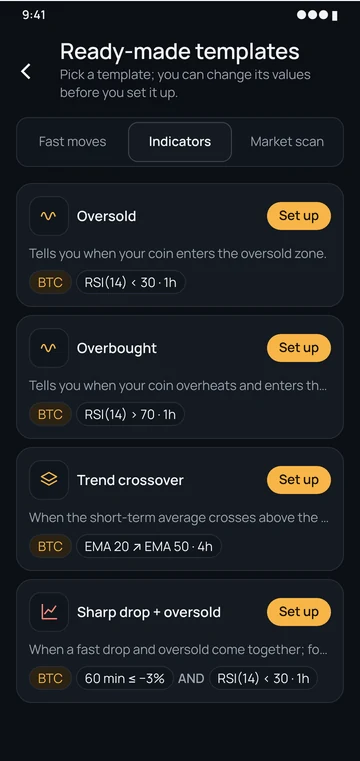 9:41
Ready-made templates
Pick a template; you can change its values
before you set it up.
Fast moves Indicators Market scan
Oversold Set up
Tells you when your coin enters the oversold zone.
BTC RSI(14) < 30 · 1h
Overbought Set up
Tells you when your coin overheats and enters th...
BTC RSI(14) > 70 · 1h
Trend crossover Set up
When the short-term average crosses above the ...
BTC EMA 20 ↗ EMA 50 · 4h
Sharp drop + oversold Set up
When a fast drop and oversold come together; fo...
BTC 60 min ≤ −3% AND RSI(14) < 30 · 1h